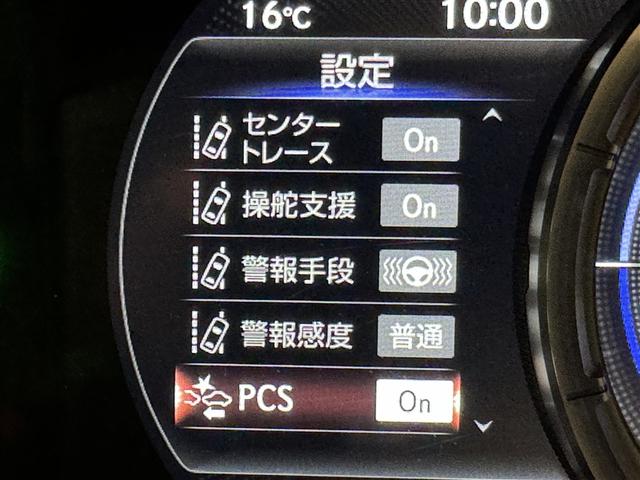 16℃ 10:00
設定
センター
トレース On
操舵支援 On
警報手段
警報感度 普通
PCS On